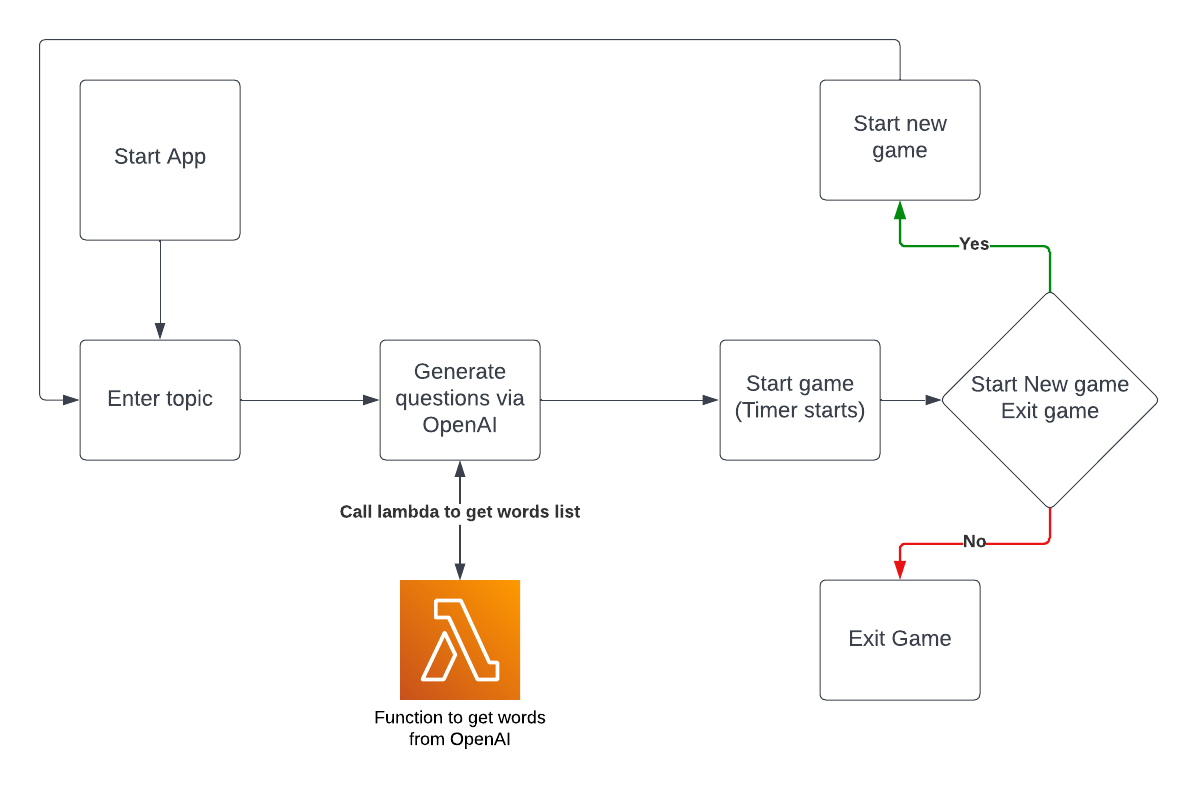 Start App
Start new
game
Yes
Enter topic
Generate
questions via
OpenAI
Start game
(Timer starts)
Start New game
Exit game
Call lambda to get words list
No
Function to get words
from OpenAI
Exit Game